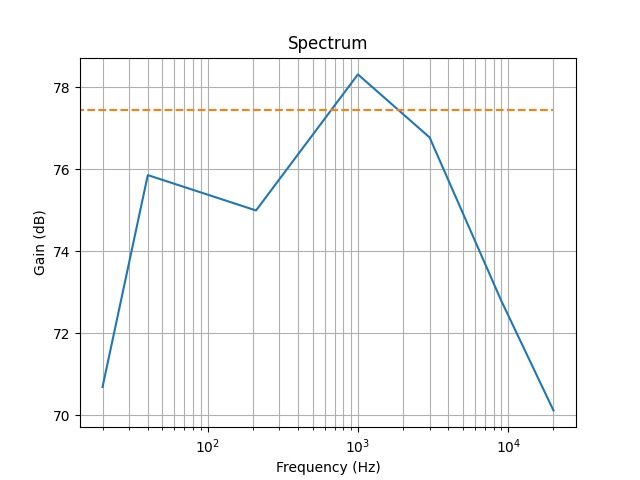 Spectrum
Gain (dB)
78
76
74
72
70
10²
10³
10⁴
Frequency (Hz)